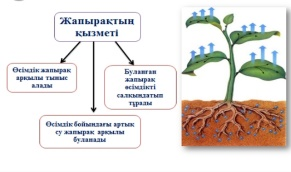 Жапырақтың
қызметі
Өсімдік жапырақ
арқылы тыныс
алады
Буланған
жапырақ
өсімдікті
салқындатып
тұрады
Өсімдік бойындағы артық
су жапырақ арқылы
буланады